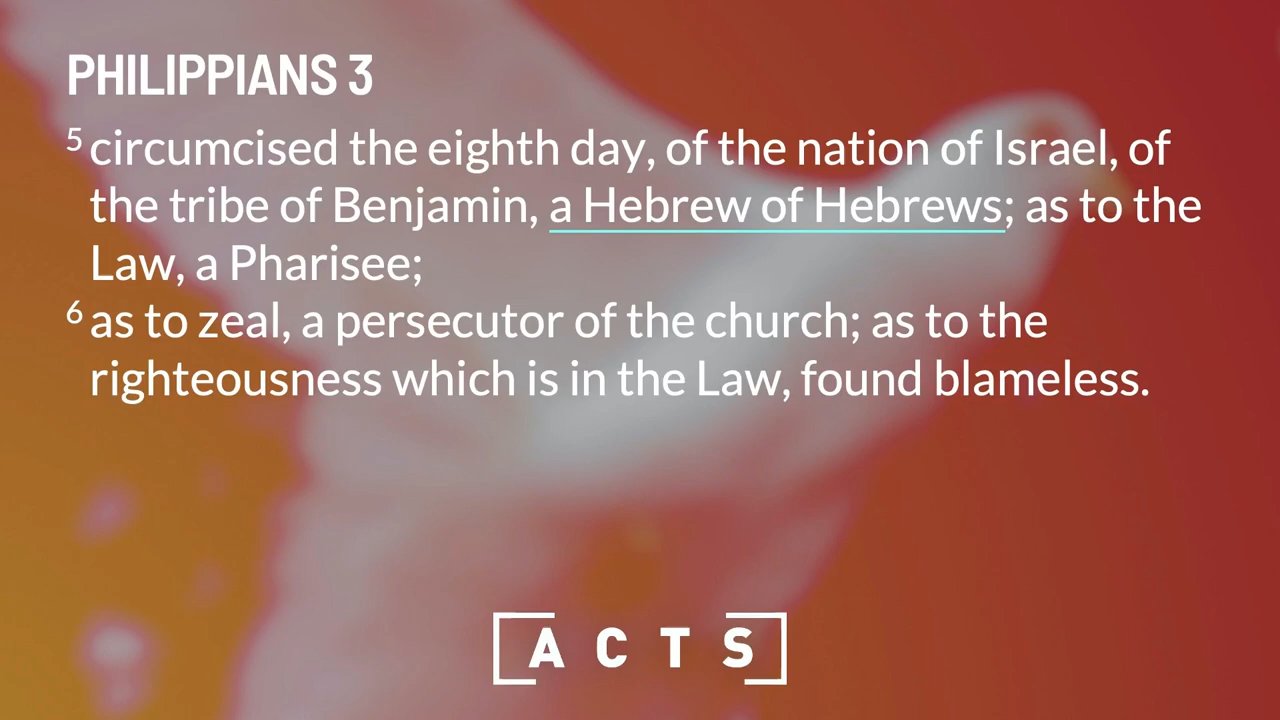 PHILIPPIANS 3
5 circumcised the eighth day, of the nation of Israel, of
the tribe of Benjamin, a Hebrew of Hebrews; as to the
Law, a Pharisee;
6 as to zeal, a persecutor of the church; as to the
righteousness which is in the Law, found blameless.
ACTS